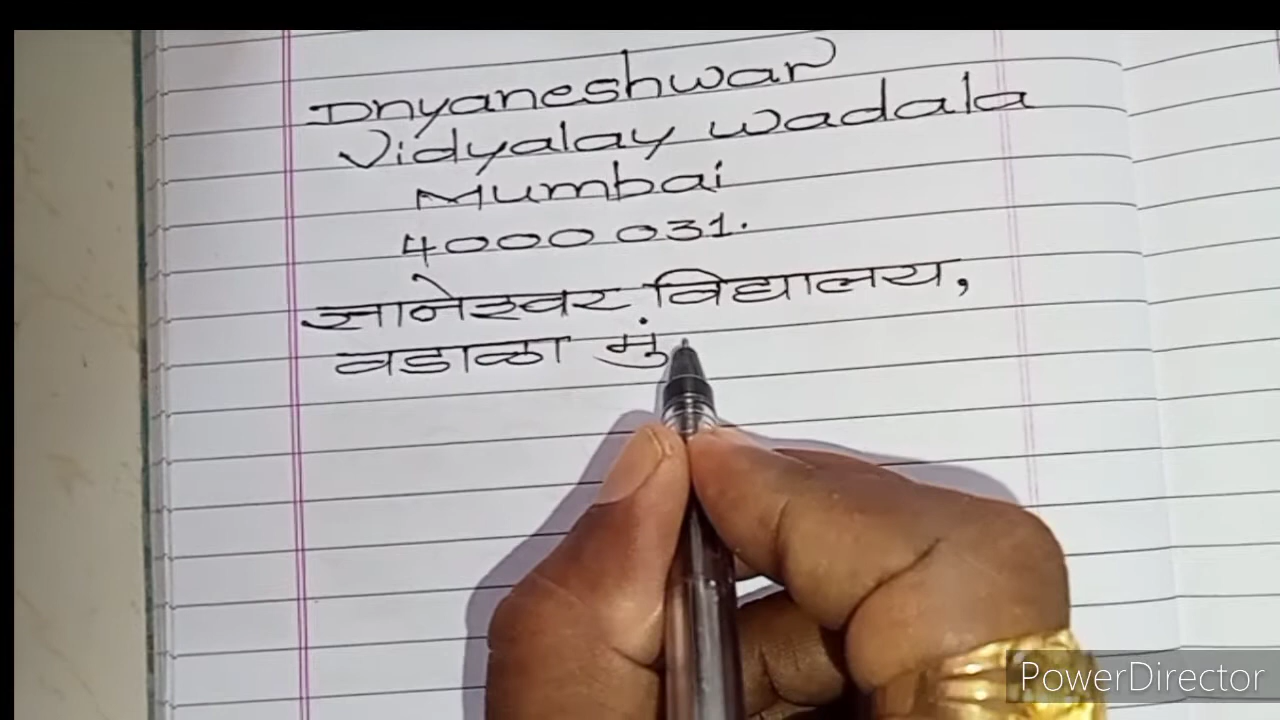 Dnyaneshwar
Vidyalay Wadala
Mumbai
4000 031.
ज्ञानेश्वर विद्यालय,
वडाळा मुं
PowerDirector